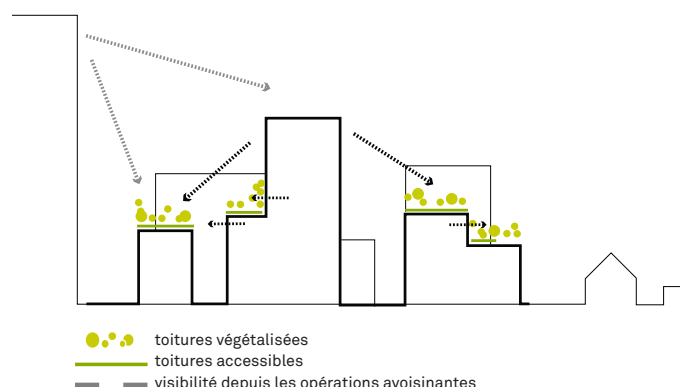 toitures végétalisées
toitures accessibles
visibilité depuis les opérations avoisinantes